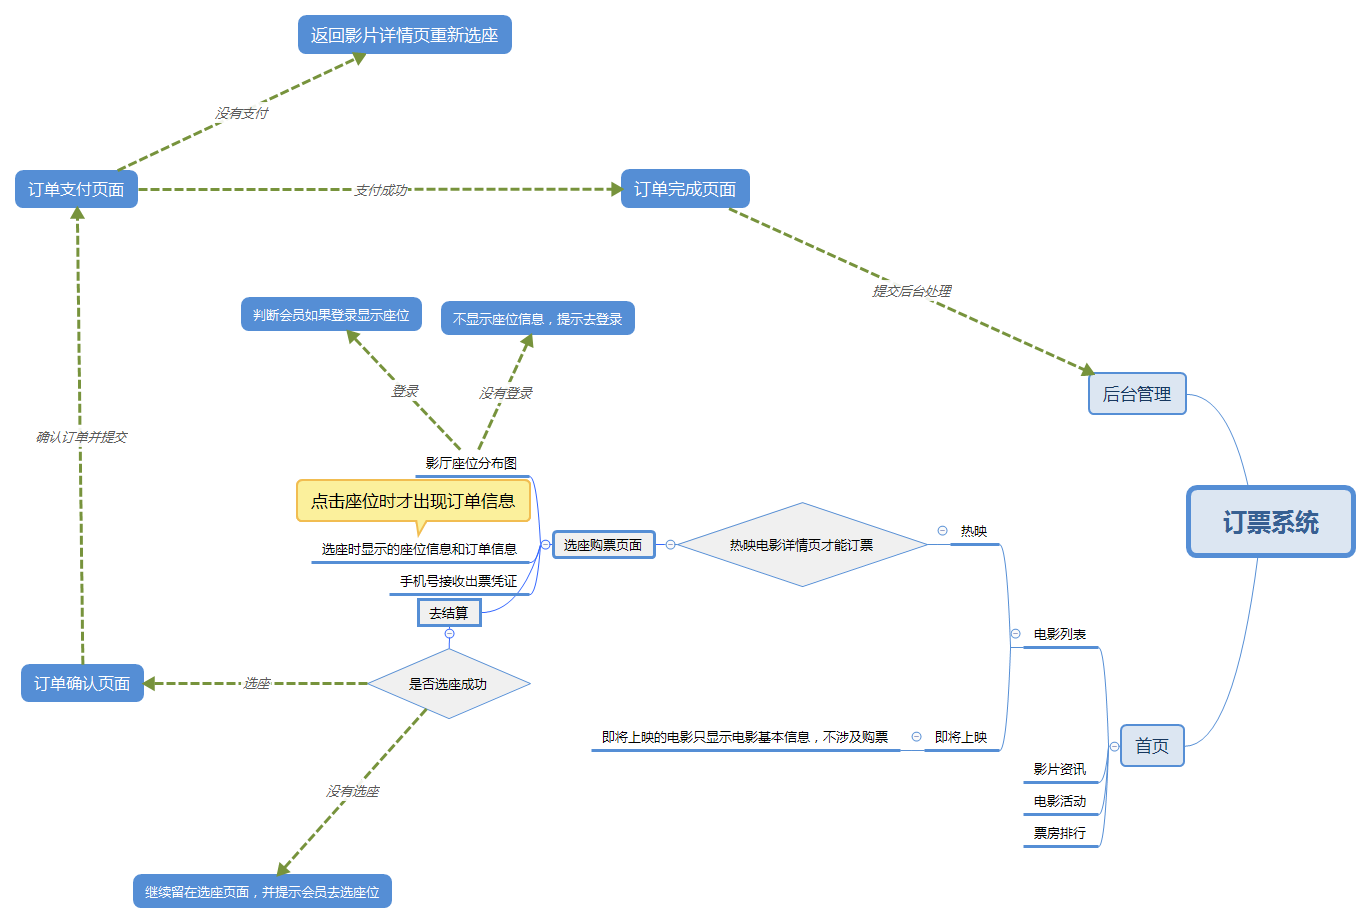 返回影片详情页重新选座
没有支付
订单支付页面
支付成功
订单完成页面
提交后台处理
判断会员如果登录显示座位
不显示座位信息，提示去登录
登录
没有登录
后台管理
确认订单并提交
影厅座位分布图
点击座位时才出现订单信息
订票系统
热映
选座时显示的座位信息和订单信息
选座购票页面
热映电影详情页才能订票
手机号接收出票凭证
去结算
电影列表
订单确认页面
选座
是否选座成功
即将上映的电影只显示电影基本信息，不涉及购票
即将上映
首页
影片资讯
没有选座
电影活动
票房排行
继续留在选座页面，并提示会员去选座位